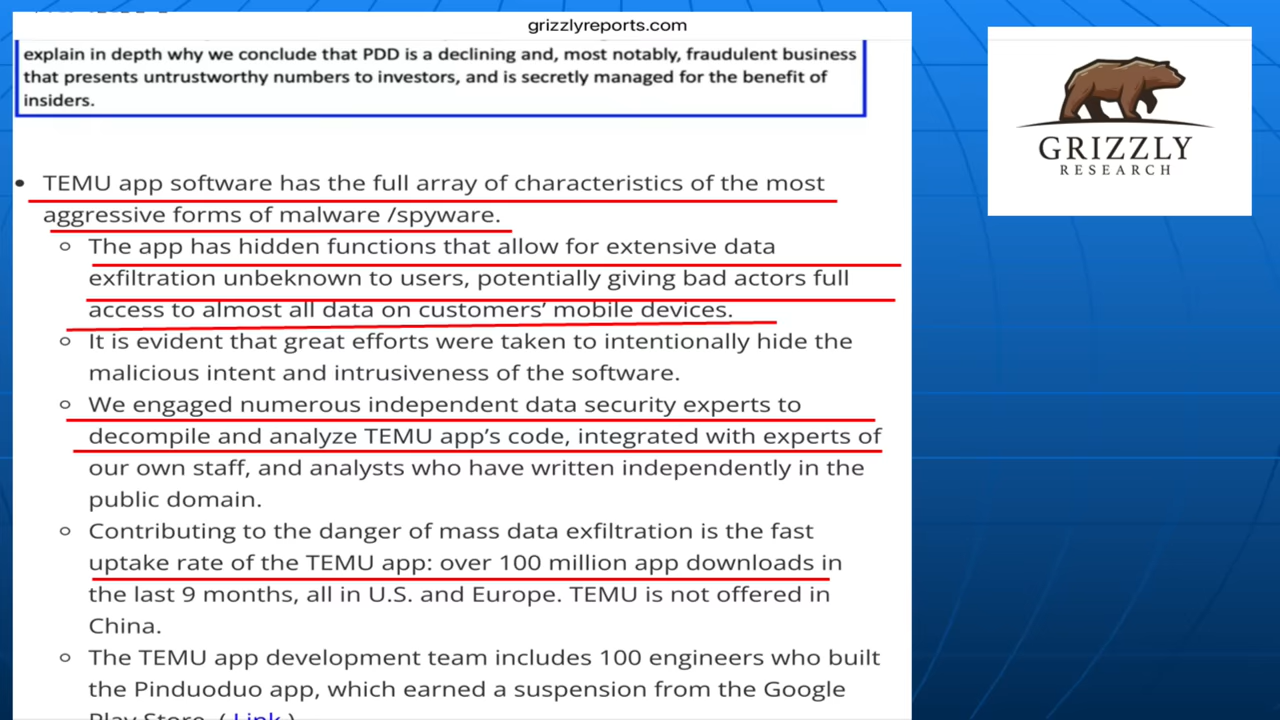 grizzlyreports.com
explain in depth why we conclude that PDD is a declining and, most notably, fraudulent business
that presents untrustworthy numbers to investors, and is secretly managed for the benefit of
insiders.
• TEMU app software has the full array of characteristics of the most
aggressive forms of malware /spyware.
o The app has hidden functions that allow for extensive data
exfiltration unbeknown to users, potentially giving bad actors full
access to almost all data on customers’ mobile devices.
o It is evident that great efforts were taken to intentionally hide the
malicious intent and intrusiveness of the software.
o We engaged numerous independent data security experts to
decompile and analyze TEMU app’s code, integrated with experts of
our own staff, and analysts who have written independently in the
public domain.
o Contributing to the danger of mass data exfiltration is the fast
uptake rate of the TEMU app: over 100 million app downloads in
the last 9 months, all in U.S. and Europe. TEMU is not offered in
China.
o The TEMU app development team includes 100 engineers who built
the Pinduoduo app, which earned a suspension from the Google
Play Store. ( Link )
GRIZZLY
RESEARCH